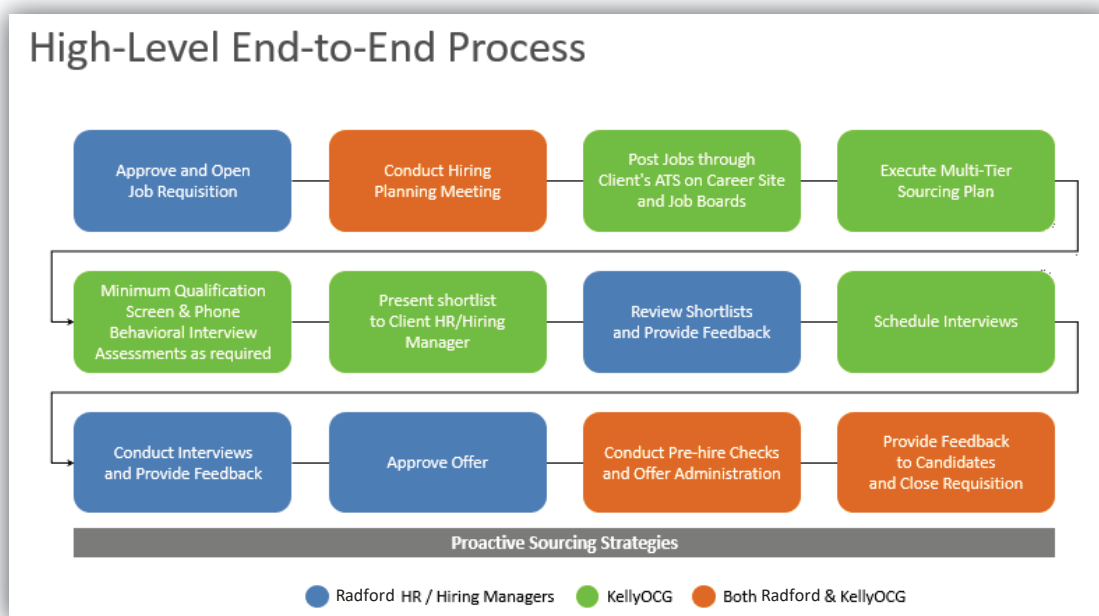 High-Level End-to-End Process
Approve and Open
Job Requisition
Conduct Hiring
Planning Meeting
Post Jobs through
Client's ATS on Career Site
and Job Boards
Execute Multi-Tier
Sourcing Plan
Minimum Qualification
Screen & Phone
Behavioral Interview
Assessments as required
Present shortlist
to Client HR/Hiring
Manager
Review Shortlists
and Provide Feedback
Schedule Interviews
Conduct Interviews
and Provide Feedback
Approve Offer
Conduct Pre-hire Checks
and Offer Administration
Provide Feedback
to Candidates
and Close Requisition
Proactive Sourcing Strategies
Radford HR / Hiring Managers
KellyOCG
Both Radford & KellyOCG